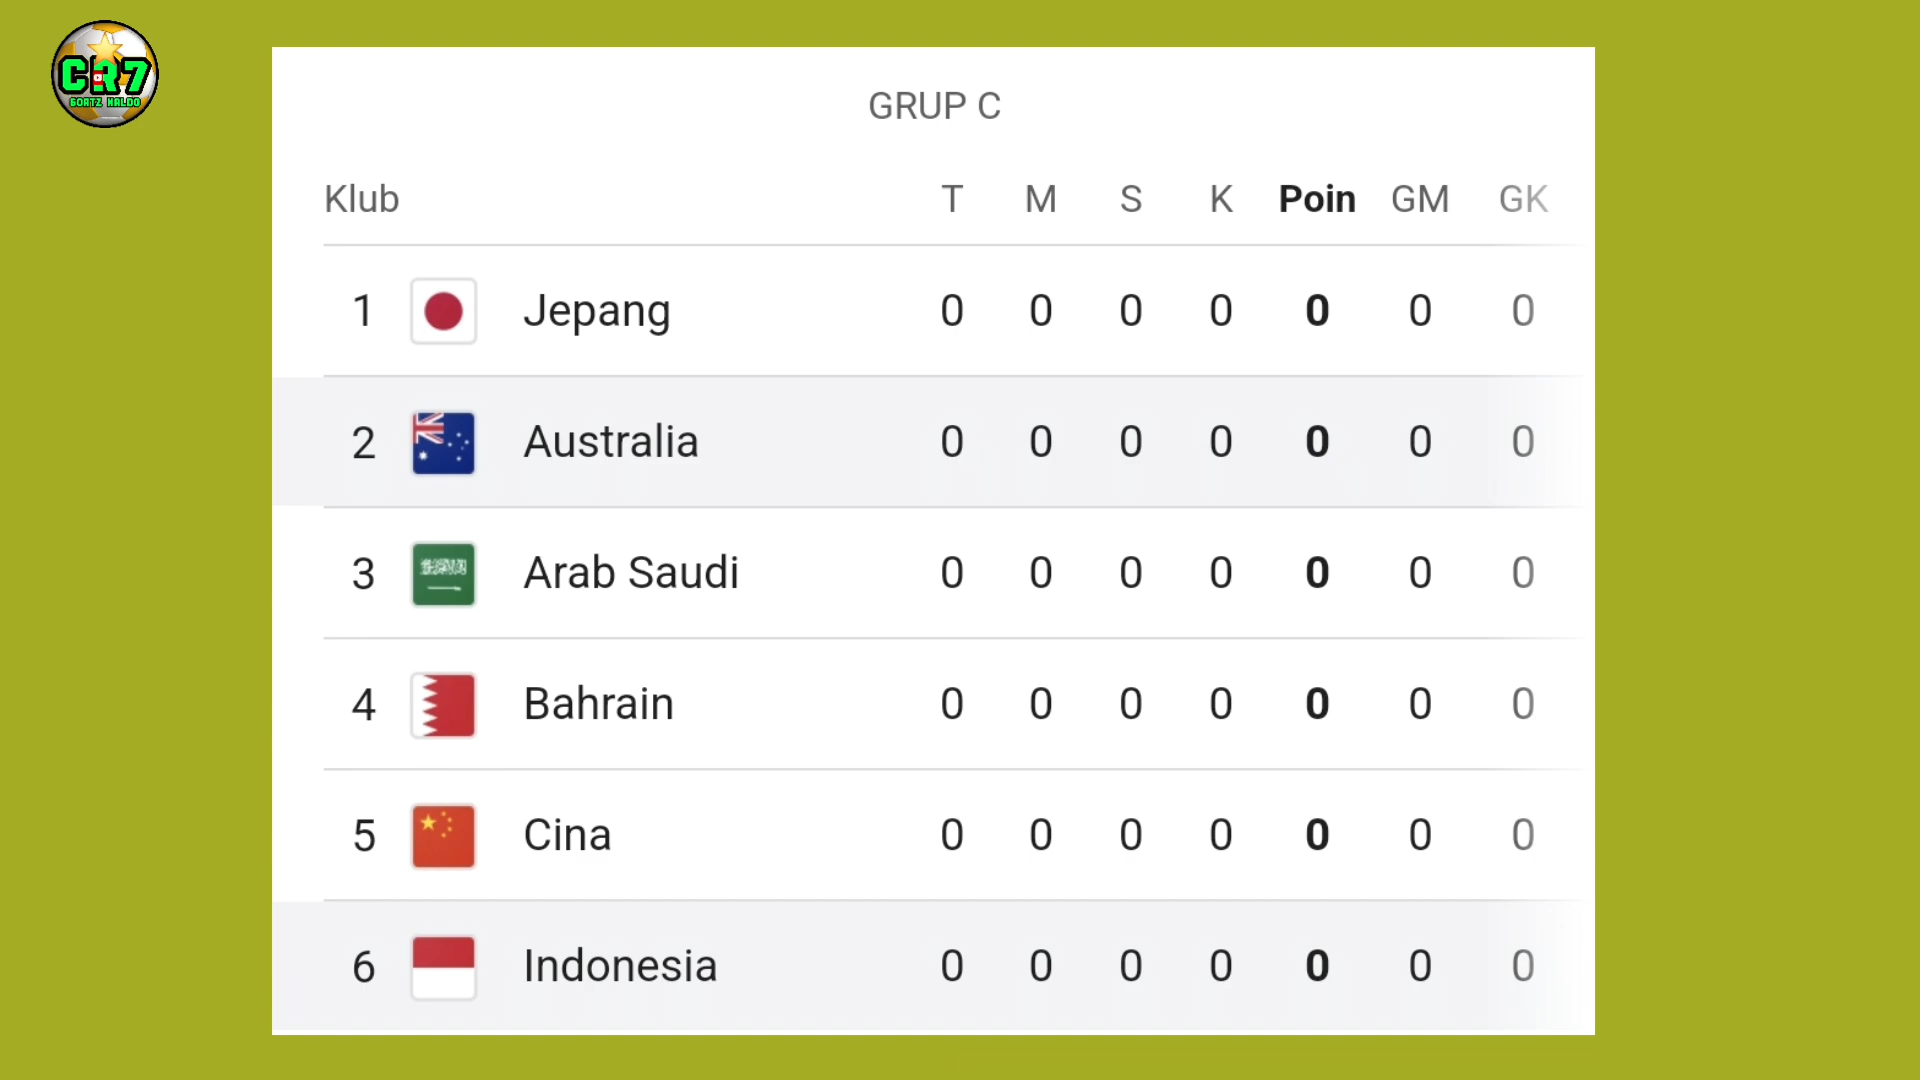 CR7
GOATZ NALDO
GRUP C
Klub T M S K Poin GM GK
1 Jepang 0 0 0 0 0 0 0
2 Australia 0 0 0 0 0 0 0
3 Arab Saudi 0 0 0 0 0 0 0
4 Bahrain 0 0 0 0 0 0 0
5 Cina 0 0 0 0 0 0 0
6 Indonesia 0 0 0 0 0 0 0